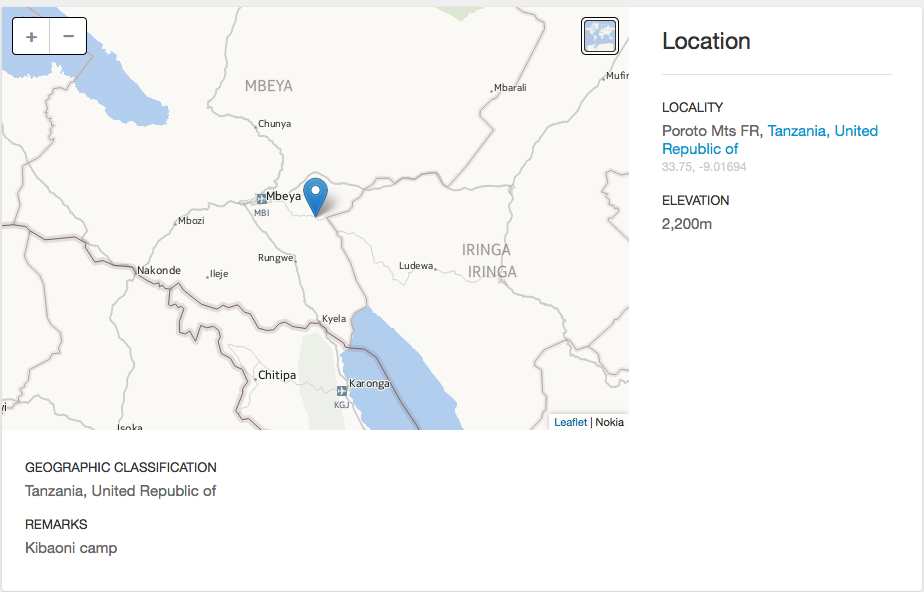 + −
MBEYA
Mbarali
Mufin
Chunya
Mbeya
MBI
Mbozi
Rungwe
IRINGA
Ludewa
IRINGA
Nakonde
Ileje
Kyela
Chitipa
Karonga
KGJ
Isoka
Leaflet | Nokia
Location
LOCALITY
Poroto Mts FR, Tanzania, United
Republic of
33.75, -9.01694
ELEVATION
2,200m
GEOGRAPHIC CLASSIFICATION
Tanzania, United Republic of
REMARKS
Kibaoni camp